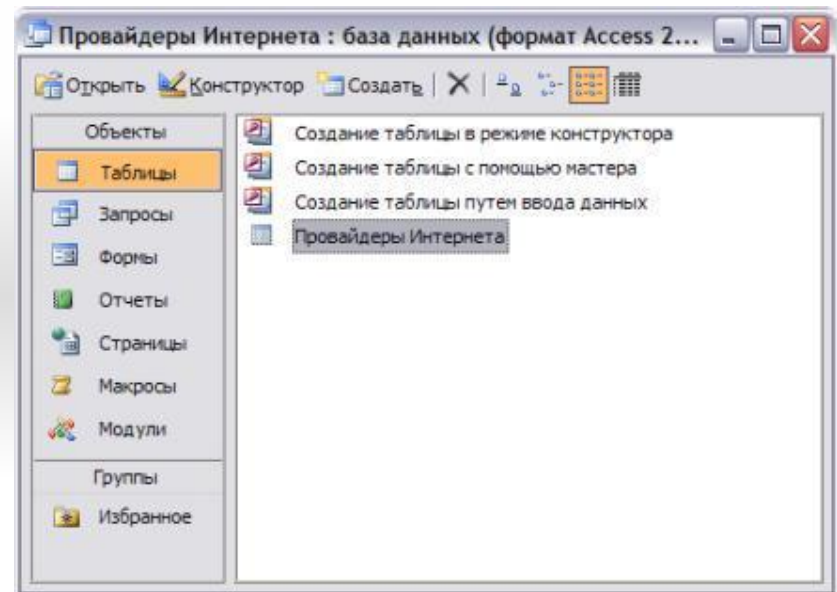 Провайдеры Интернета : база данных (формат Access 2...
Открыть Конструктор Создать
Объекты
Таблицы
Запросы
Формы
Отчеты
Страницы
Макросы
Модули
Группы
Избранное
Создание таблицы в режиме конструктора
Создание таблицы с помощью мастера
Создание таблицы путем ввода данных
Провайдеры Интернета